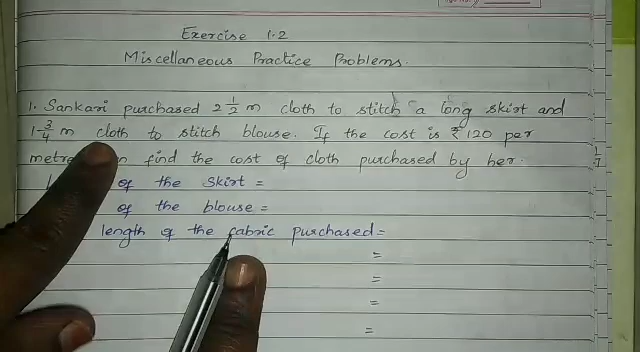 Exercise 1.2
Miscellaneous Practice Problems.
1. Sankari purchased 2 1/2 m cloth to stitch a long skirt and
1 3/4 m cloth to stitch blouse. If the cost is ₹ 120 per
metre find the cost of cloth purchased by her.
of the skirt =
of the blouse =
length of the fabric purchased =
=
=
=
=